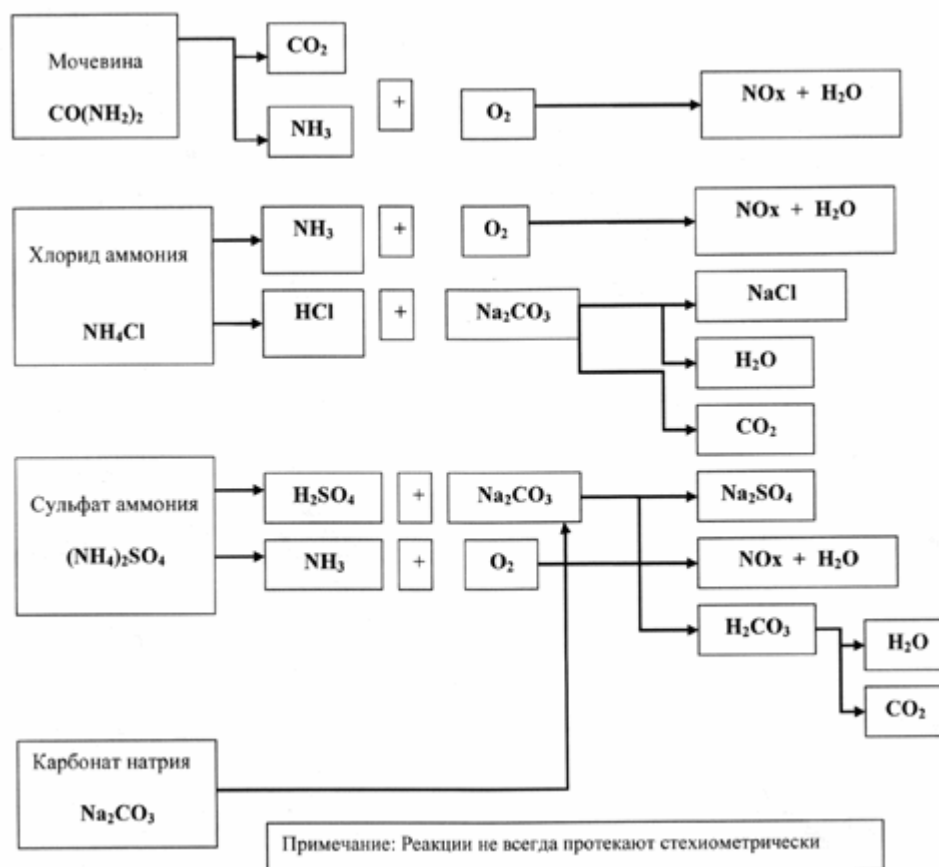 Мочевина
CO(NH₂)₂
CO₂
NH₃
+
O₂
NOx + H₂O
Хлорид аммония
NH₄Cl
NH₃
+
O₂
NOx + H₂O
HCl
+
Na₂CO₃
NaCl
H₂O
CO₂
Сульфат аммония
(NH₄)₂SO₄
H₂SO₄
+
Na₂CO₃
Na₂SO₄
NH₃
+
O₂
NOx + H₂O
H₂CO₃
H₂O
CO₂
Карбонат натрия
Na₂CO₃
Примечание: Реакции не всегда протекают стехиометрически